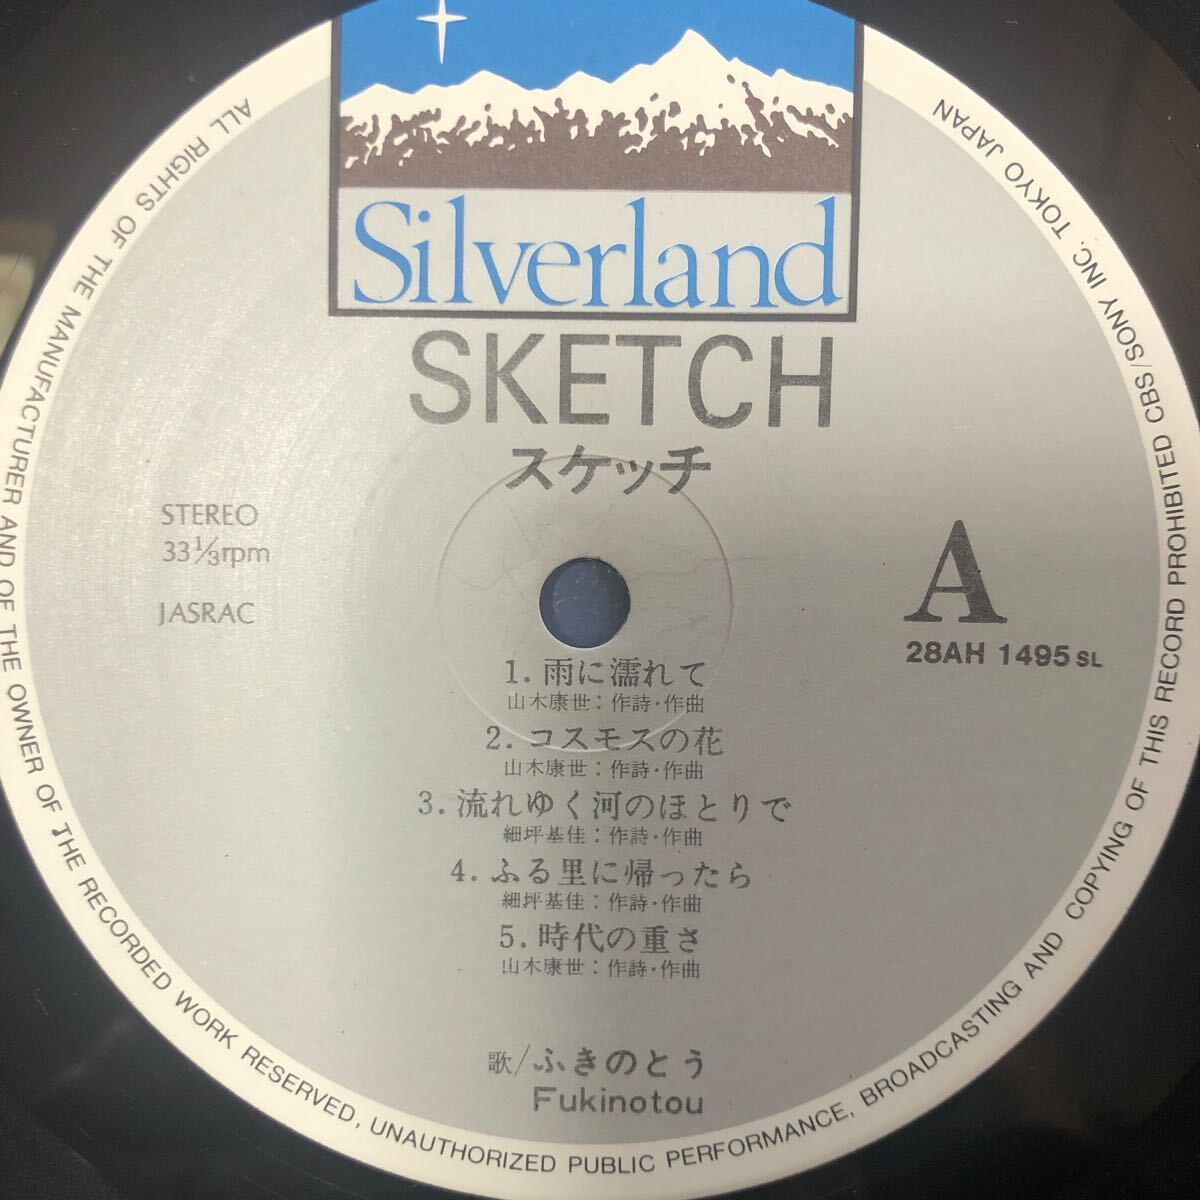 Silverland
SKETCH
スケッチ
STEREO
33⅓rpm
JASRAC
A
28AH 1495 SL
1. 雨に濡れて
山木康世：作詩・作曲
2. コスモスの花
山木康世：作詩・作曲
3. 流れゆく河のほとりで
細坪基佳：作詩・作曲
4. ふる里に帰ったら
細坪基佳：作詩・作曲
5. 時代の重さ
山木康世：作詩・作曲
歌/ふきのとう
Fukinotou
ALL RIGHTS OF THE MANUFACTURER AND OF THE OWNER OF THE RECORDED WORK RESERVED, UNAUTHORIZED PUBLIC PERFORMANCE, BROADCASTING AND COPYING OF THIS RECORD PROHIBITED CBS/SONY INC. TOKYO JAPAN